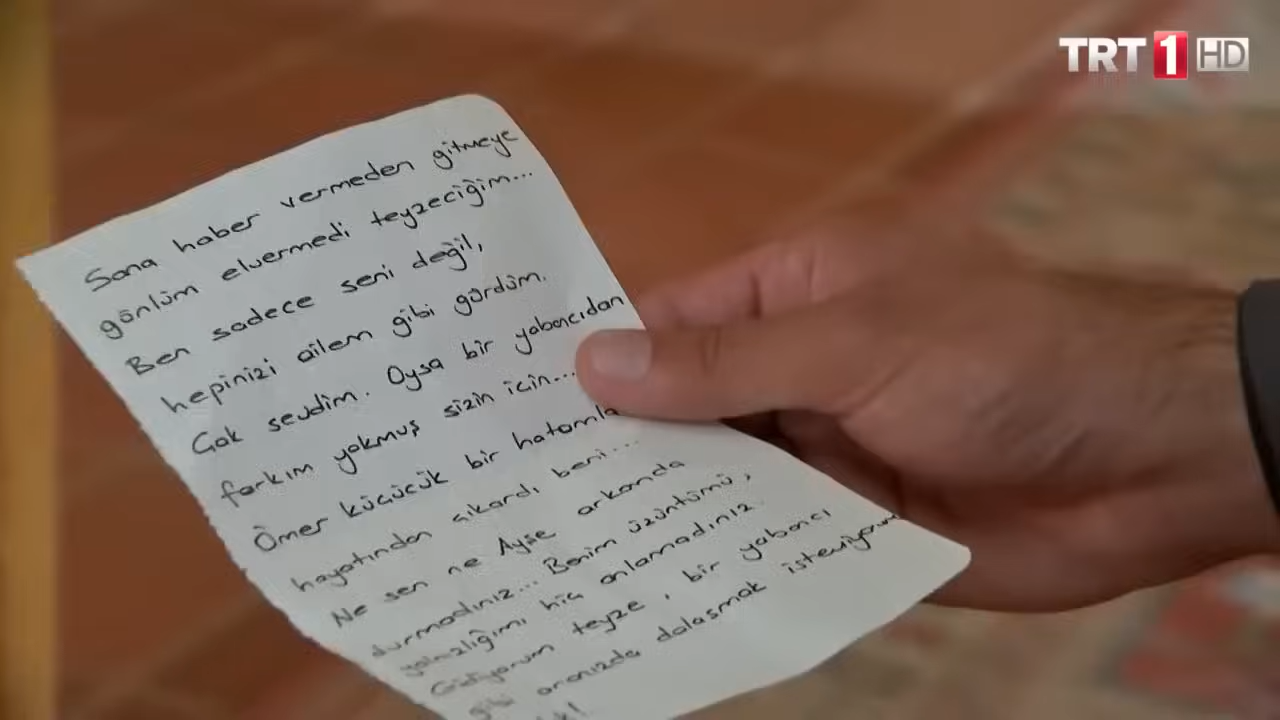 TRT 1 HD
Sana haber vermeden gitmeye
gönlüm elvermedi teyzeciğim...
Ben sadece seni değil,
hepinizi ailem gibi gördüm.
Çok sevdim. Oysa bir yabancıdan
farkım yokmuş sizin için...
Ömer küçücük bir hatamla
hayatından çıkardı beni...
Ne sen ne Ayşe arkanda
durmadınız... Benim üzüntümü,
yalnızlığımı hiç anlamadınız.
Gidiyorum teyze, bir yabancı
gibi aranızda dolaşmak istemiyorum